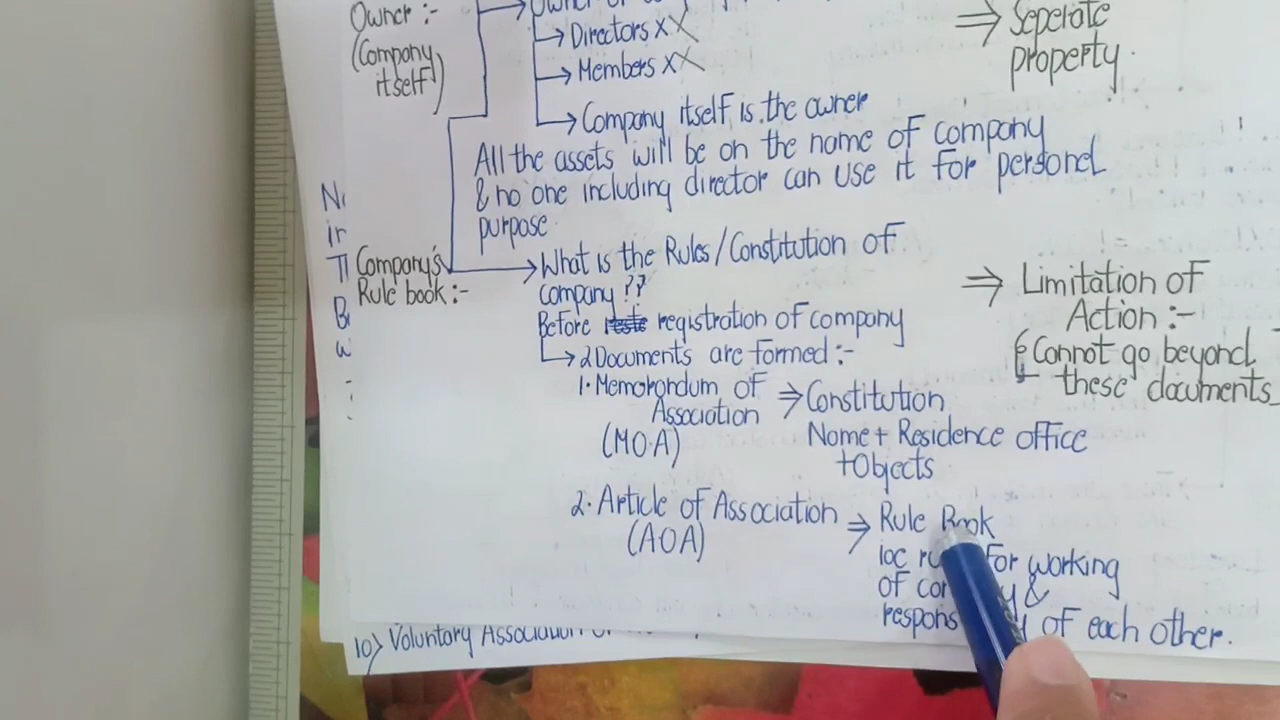 Owner :-
(Company
itself)
Directors xX
Members xX
Company itself is the owner
⇒ Seperate
property.
All the assets will be on the name of company
& no one including director can use it for personal
purpose.
Company's
Rule book :-
What is the Rules/Constitution of
company ??
Before registration of company
2 Documents are formed :-
1. Memorandum of
Association
(MOA)
⇒ Constitution
Name + Residence office
+Objects
2. Article of Association
(AOA)
⇒ Rule Book
for working
of &
of each other.
⇒ Limitation of
Action :-
Cannot go beyond
these documents
10) Voluntary